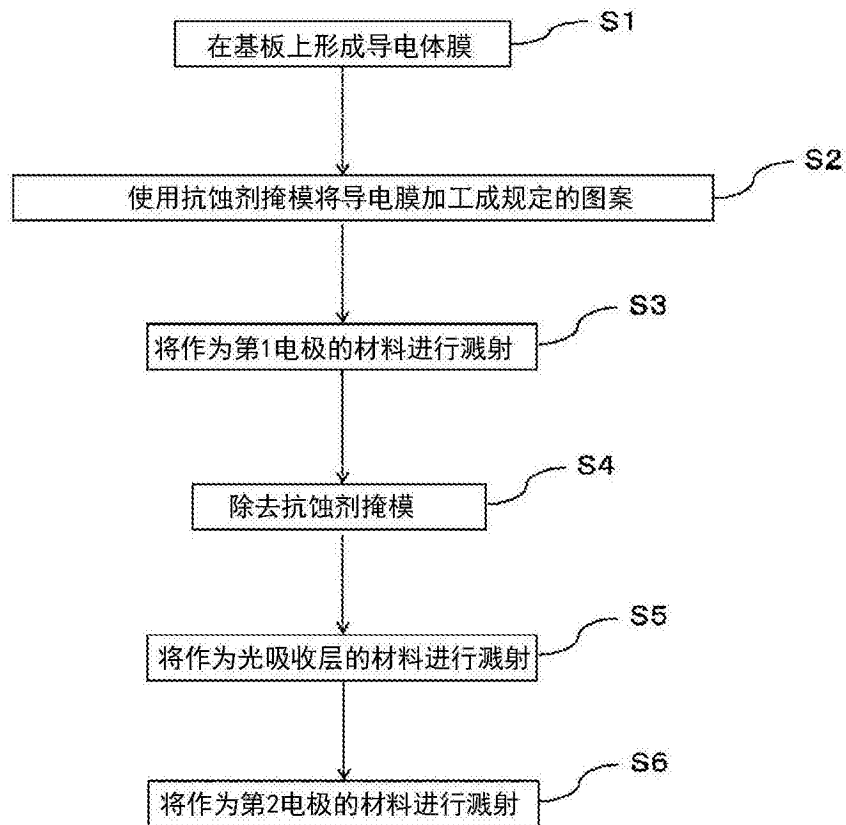 S1
在基板上形成导电体膜
S2
使用抗蚀剂掩模将导电膜加工成规定的图案
S3
将作为第1电极的材料进行溅射
S4
除去抗蚀剂掩模
S5
将作为光吸收层的材料进行溅射
S6
将作为第2电极的材料进行溅射